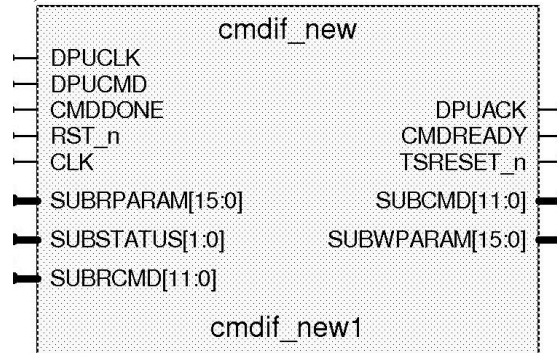 cmdif_new
DPUCLK
DPUCMD
CMDDONE
DPUACK
RST_n
CMDREADY
CLK
TSRESET_n
SUBRPARAM[15:0]
SUBCMD[11:0]
SUBSTATUS[1:0]
SUBWPARAM[15:0]
SUBRCMD[11:0]
cmdif_new1